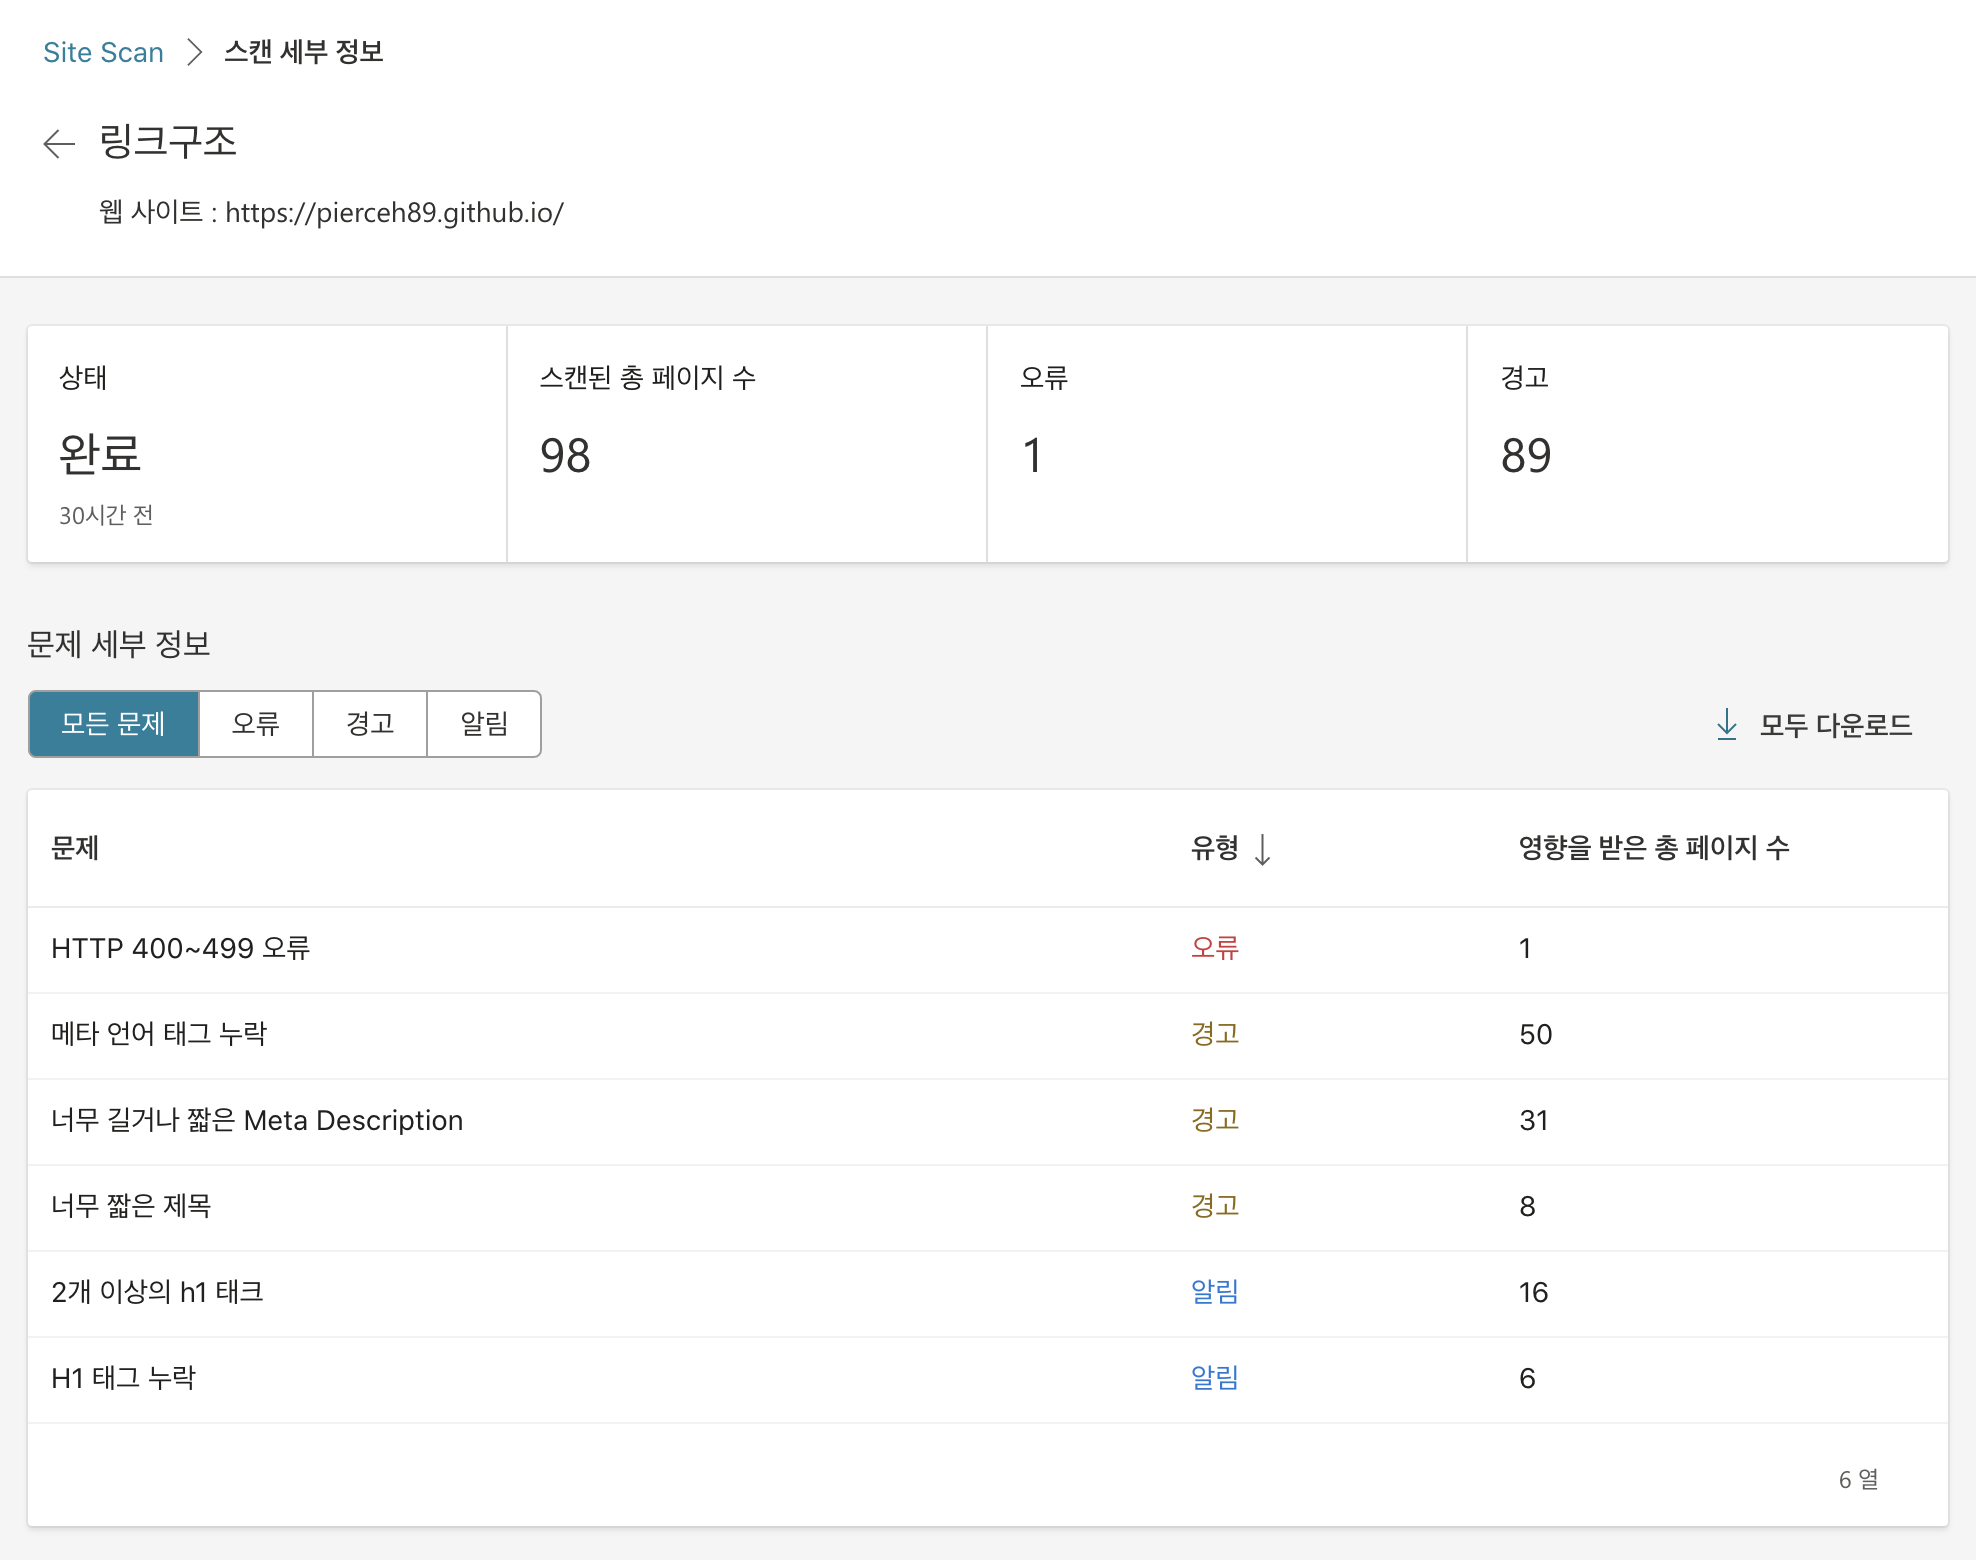 Site Scan > 스캔 세부 정보
링크구조
웹 사이트 : https://pierceh89.github.io/
상태 스캔된 총 페이지 수 오류 경고
완료 98 1 89
30시간 전
문제 세부 정보
모든 문제 오류 경고 알림 모두 다운로드
문제 유형 ↓ 영향을 받은 총 페이지 수
HTTP 400~499 오류 오류 1
메타 언어 태그 누락 경고 50
너무 길거나 짧은 Meta Description 경고 31
너무 짧은 제목 경고 8
2개 이상의 h1 태크 알림 16
H1 태그 누락 알림 6
6 열